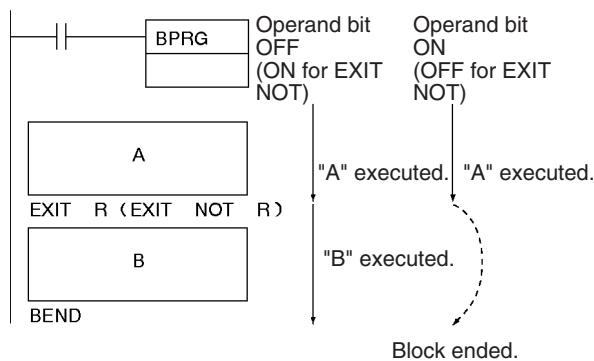 BPRG
Operand bit
OFF
(ON for EXIT
NOT)
Operand bit
ON
(OFF for EXIT
NOT)
A
"A" executed.
"A" executed.
EXIT R (EXIT NOT R)
B
"B" executed.
BEND
Block ended.